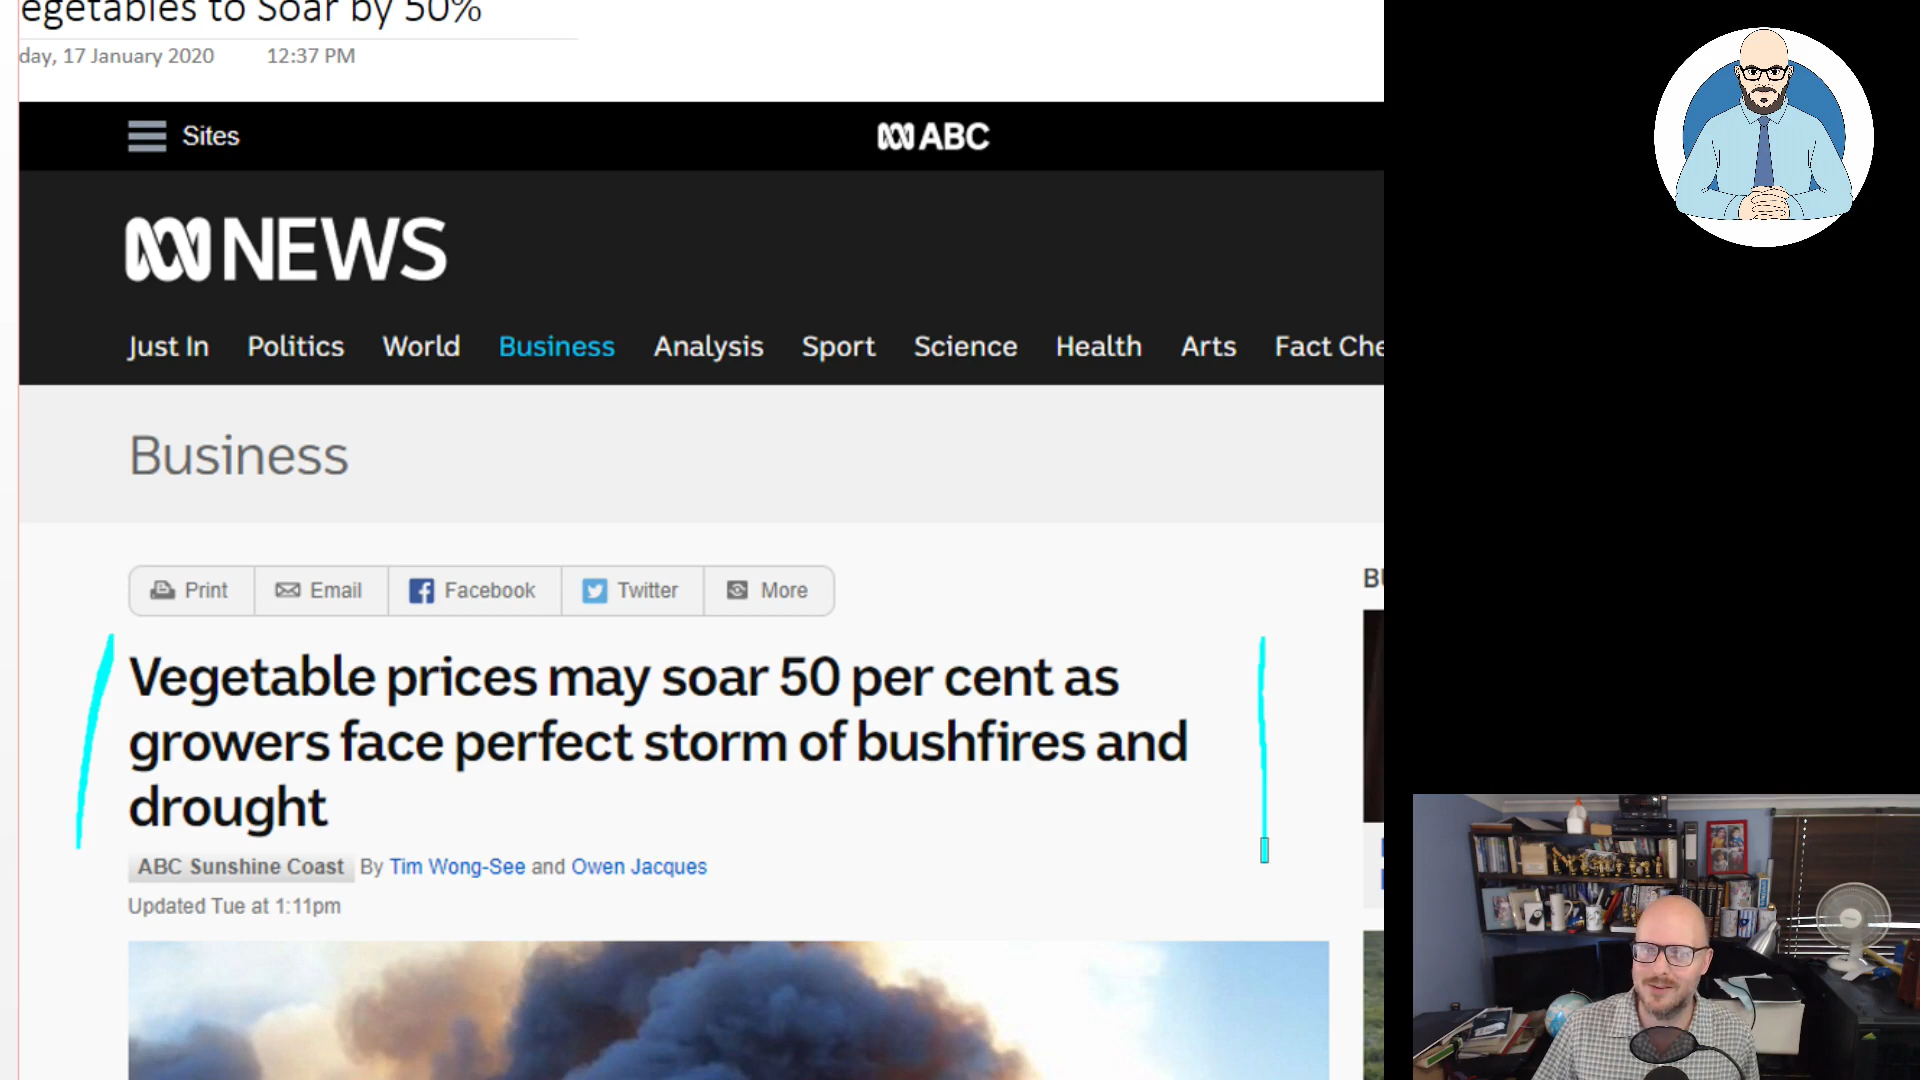 egetables to Soar by 50%
day, 17 January 2020 12:37 PM
Sites
ABC
NEWS
Just In Politics World Business Analysis Sport Science Health Arts Fact Che
Business
Print Email Facebook Twitter More
BU
Vegetable prices may soar 50 per cent as
growers face perfect storm of bushfires and
drought
ABC Sunshine Coast By Tim Wong-See and Owen Jacques
Updated Tue at 1:11pm